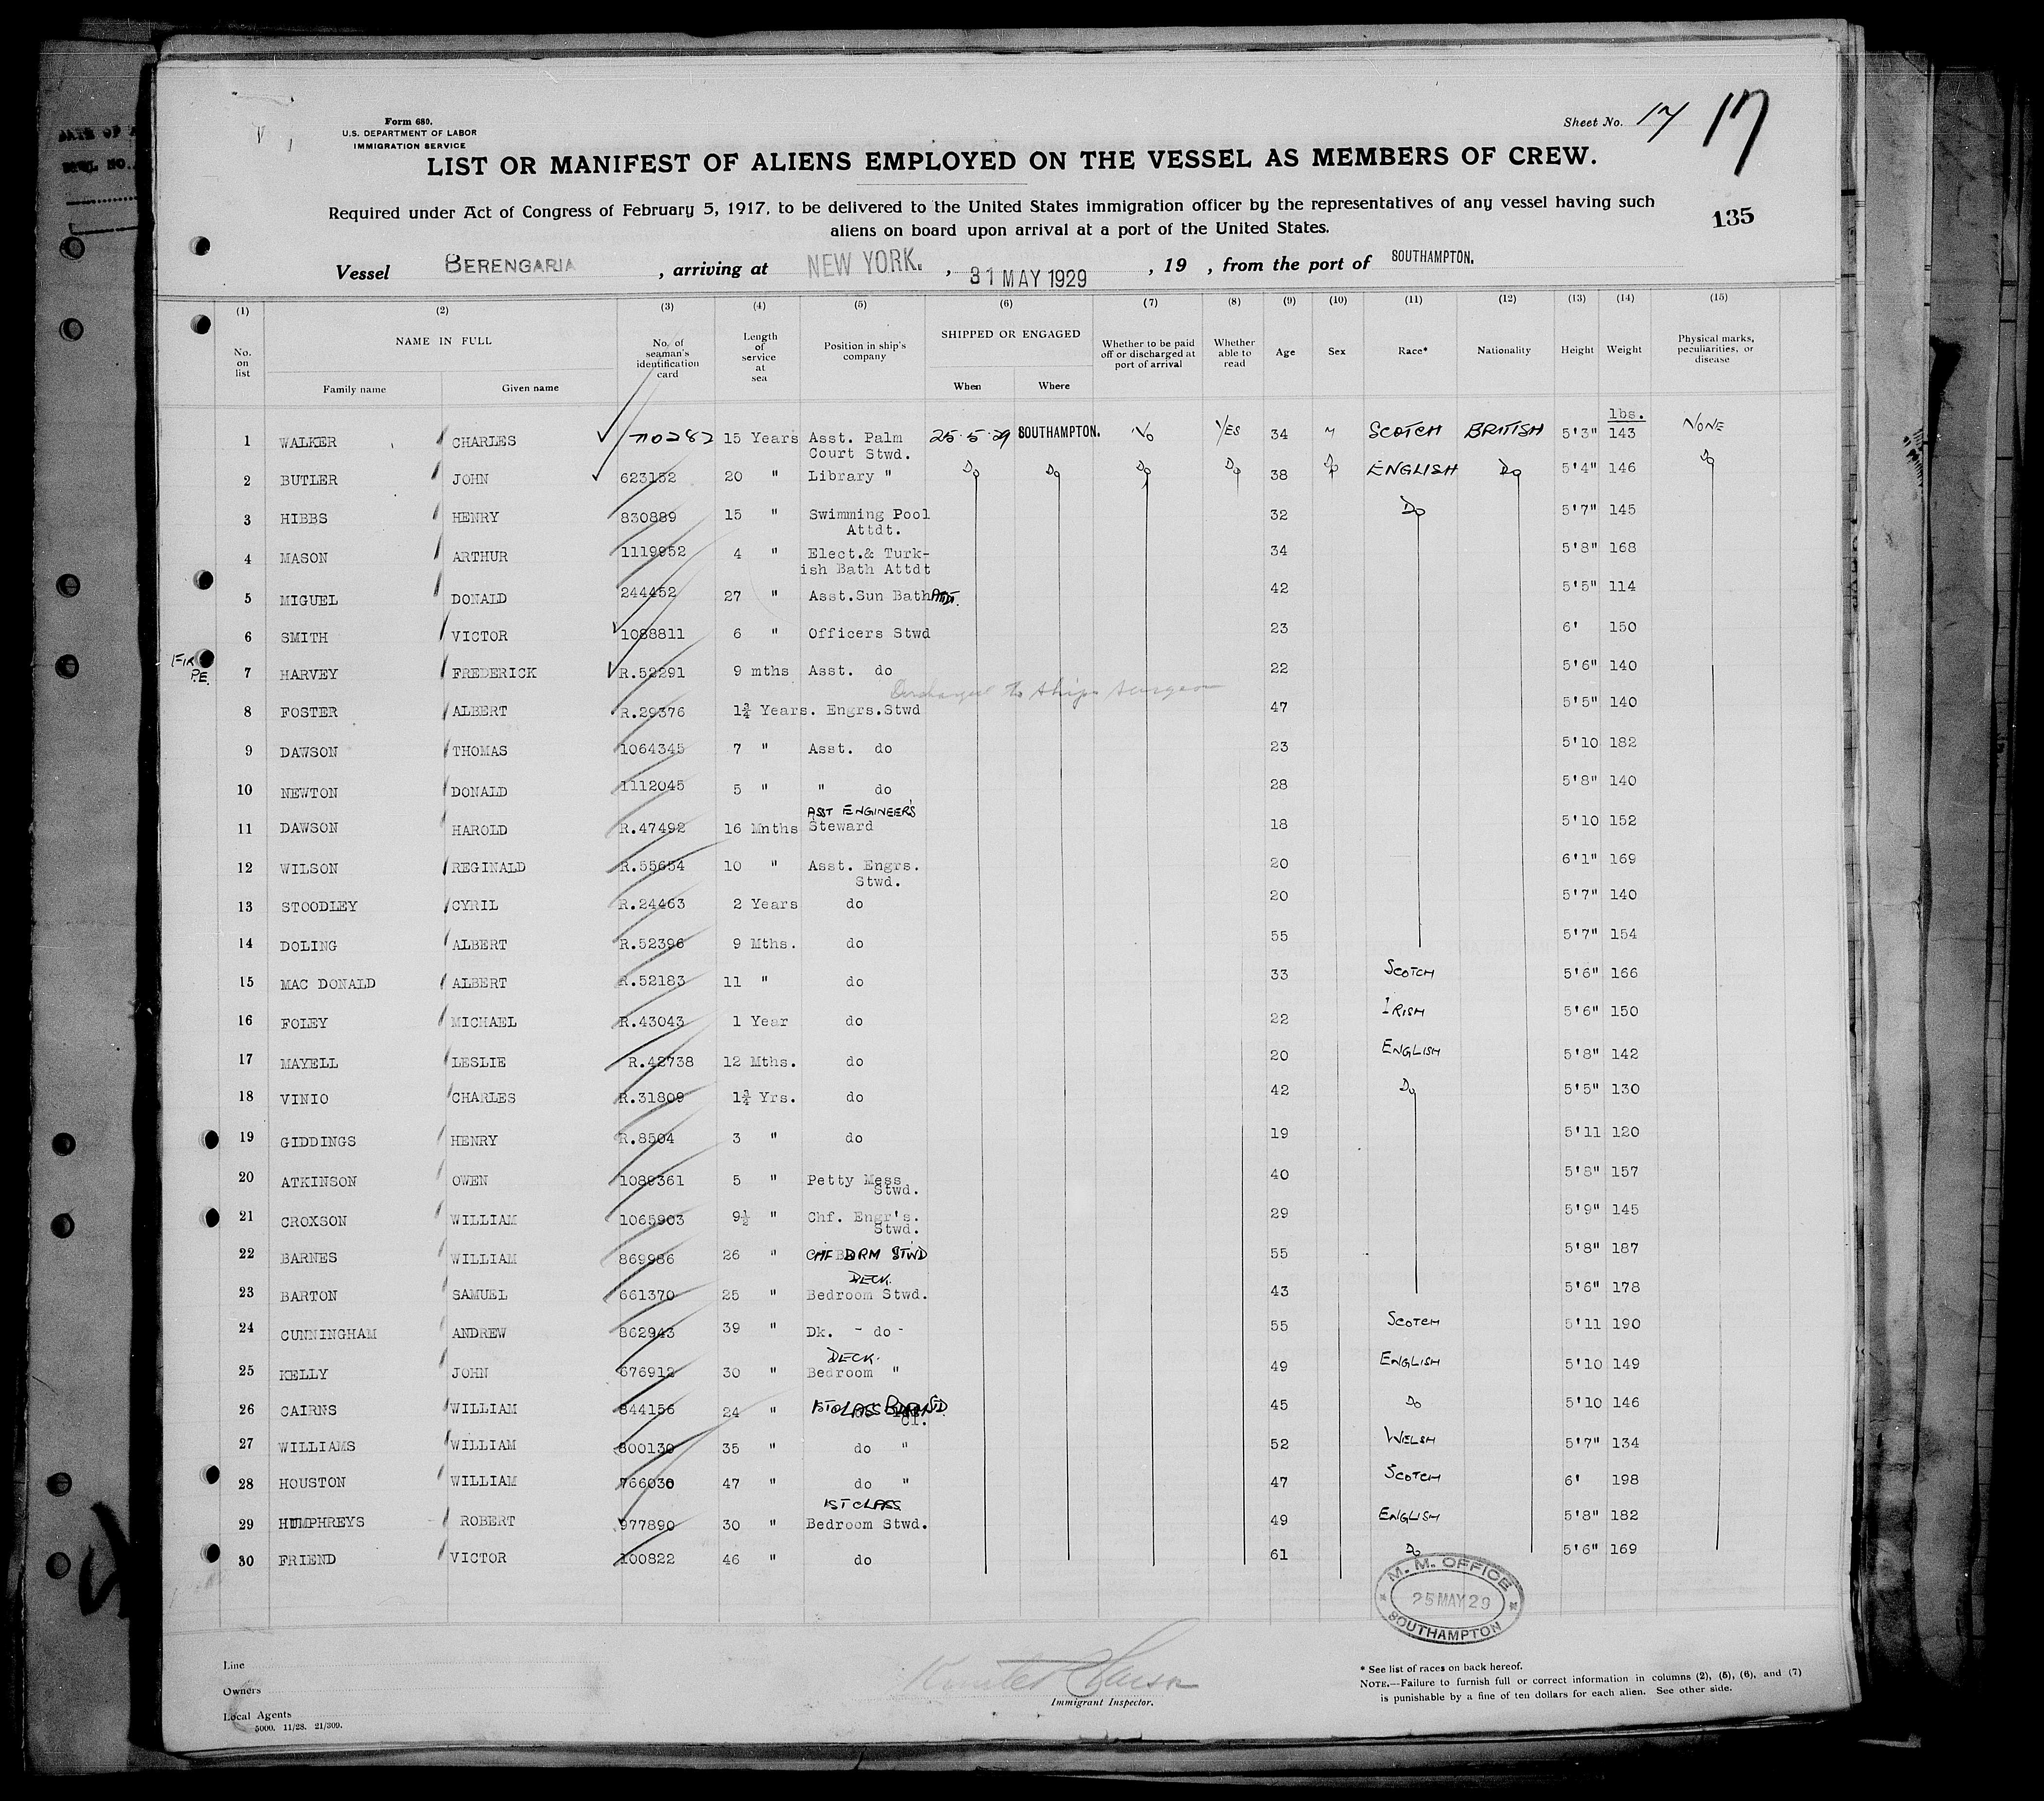 Form 680.
U.S. DEPARTMENT OF LABOR
IMMIGRATION SERVICE
Sheet No. 17 17
LIST OR MANIFEST OF ALIENS EMPLOYED ON THE VESSEL AS MEMBERS OF CREW.
Required under Act of Congress of February 5, 1917, to be delivered to the United States immigration officer by the representatives of any vessel having such
aliens on board upon arrival at a port of the United States.
135
Vessel BERENGARIA , arriving at NEW YORK. , 31 MAY 1929 , 19 , from the port of SOUTHAMPTON.
(1) (2) (3) (4) (5) (6) (7) (8) (9) (10) (11) (12) (13) (14) (15)
No. on list NAME IN FULL Family name Given name No. of seaman's identification card Length of service at sea Position in ship's company SHIPPED OR ENGAGED When Where Whether to be paid off or discharged at port of arrival Whether able to read Age Sex Race* Nationality Height Weight Physical marks, peculiarities, or disease
lbs.
1 WALKER CHARLES 710282 15 Years Asst. Palm Court Stwd. 25.5.29 SOUTHAMPTON. No YES 34 M SCOTCH BRITISH 5'3" 143 NONE
2 BUTLER JOHN 623152 20 " Library " Do Do Do Do 38 Do ENGLISH Do 5'4" 146 Do
3 HIBBS HENRY 830889 15 " Swimming Pool Attdt. 32 Do 5'7" 145
4 MASON ARTHUR 1119952 4 " Elect.& Turk-ish Bath Attdt 34 5'8" 168
5 MIGUEL DONALD 244452 27 " Asst.Sun Bath ATDT. 42 5'5" 114
6 SMITH VICTOR 1088811 6 " Officers Stwd 23 6' 150
P.E. 7 HARVEY FREDERICK R.52291 9 mths Asst. do 22 5'6" 140
Discharged to ships surgeon
8 FOSTER ALBERT R.29376 1¾ Years. Engrs.Stwd 47 5'5" 140
9 DAWSON THOMAS 1064345 7 " Asst. do 23 5'10 182
10 NEWTON DONALD 1112045 5 " " do 28 5'8" 140
11 DAWSON HAROLD R.47492 16 Mnths ASST ENGINEER'S Steward 18 5'10 152
12 WILSON REGINALD R.55654 10 " Asst. Engrs. Stwd. 20 6'1" 169
13 STOODLEY CYRIL R.24463 2 Years do 20 5'7" 140
14 DOLING ALBERT R.52396 9 Mths. do 55 5'7" 154
15 MAC DONALD ALBERT R.52183 11 " do 33 SCOTCH 5'6" 166
16 FOLEY MICHAEL R.43043 1 Year do 22 IRISH 5'6" 150
17 MAYELL LESLIE R.42738 12 Mths. do 20 ENGLISH 5'8" 142
18 VINIO CHARLES R.31809 1¾ Yrs. do 42 Do 5'5" 130
19 GIDDINGS HENRY R.8504 3 " do 19 5'11 120
20 ATKINSON OWEN 1089361 5 " Petty Mess Stwd. 40 5'8" 157
21 CROXSON WILLIAM 1065903 9½ " Chf. Engr's. Stwd. 29 5'9" 145
22 BARNES WILLIAM 869986 26 " CHF BDRM STWD 55 5'8" 187
23 BARTON SAMUEL 661370 25 " DECK. Bedroom Stwd. 43 5'6" 178
24 CUNNINGHAM ANDREW 862943 39 " Dk. - do - 55 SCOTCH 5'11 190
25 KELLY JOHN 676912 30 " DECK. Bedroom " 49 ENGLISH 5'10 149
26 CAIRNS WILLIAM 844156 24 " 1ST CLASS cl. 45 Do 5'10 146
27 WILLIAMS WILLIAM 800130 35 " do " 52 WELSH 5'7" 134
28 HOUSTON WILLIAM 766030 47 " do " 47 SCOTCH 6' 198
29 HUMPHREYS ROBERT 977890 30 " 1ST CLASS Bedroom Stwd. 49 ENGLISH 5'8" 182
30 FRIEND VICTOR 100822 46 " do 61 Do 5'6" 169
M. M. OFFICE
25 MAY 29
SOUTHAMPTON
Line
Owners
Local Agents
5000. 11/28. 21/309.
Immigrant Inspector.
* See list of races on back hereof.
NOTE.—Failure to furnish full or correct information in columns (2), (5), (6), and (7)
is punishable by a fine of ten dollars for each alien. See other side.